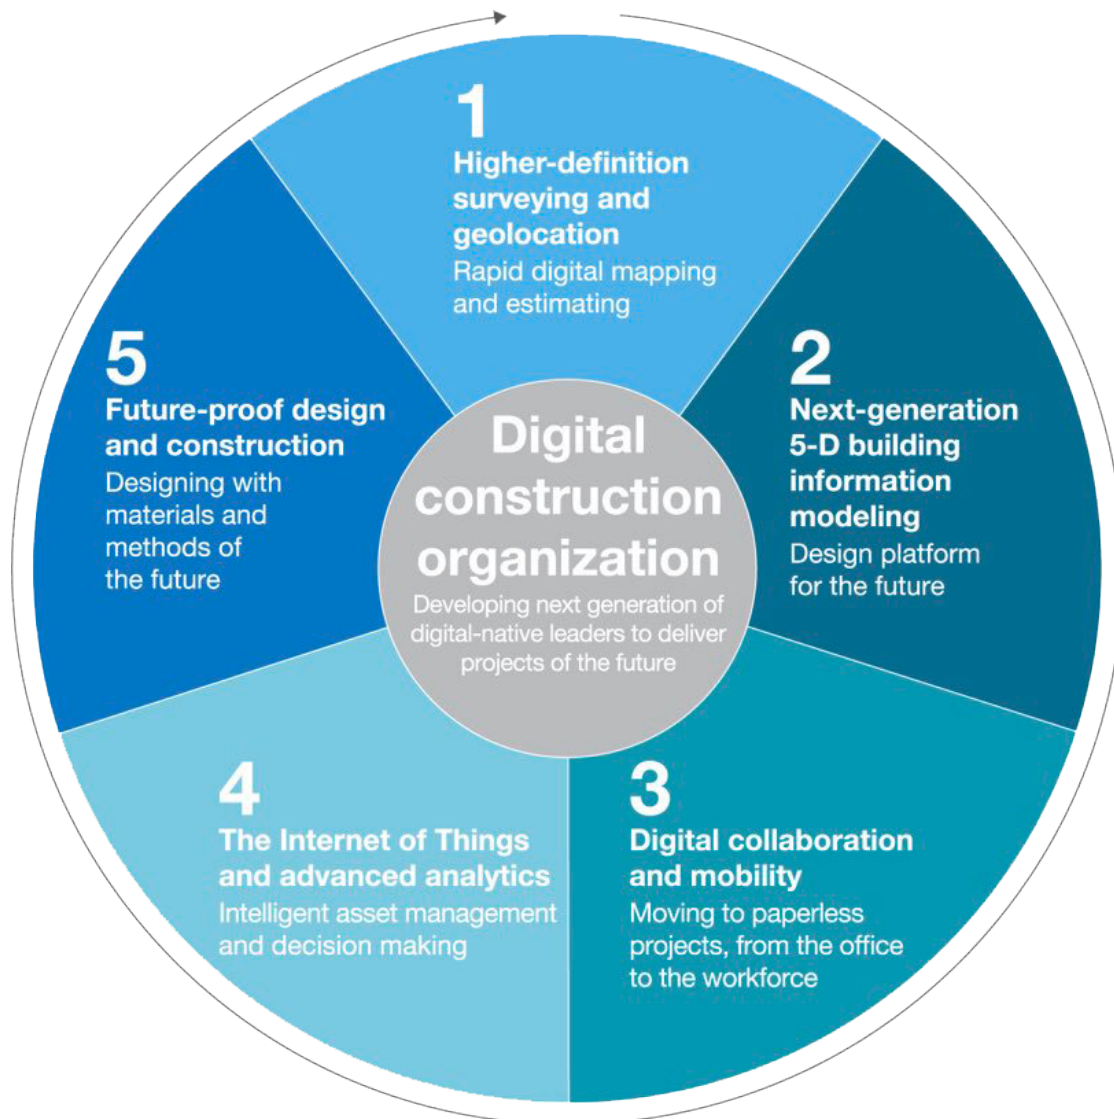 1
Higher-definition
surveying and
geolocation
Rapid digital mapping
and estimating
2
Next-generation
5-D building
information
modeling
Design platform
for the future
3
Digital collaboration
and mobility
Moving to paperless
projects, from the office
to the workforce
4
The Internet of Things
and advanced analytics
Intelligent asset management
and decision making
5
Future-proof design
and construction
Designing with
materials and
methods of
the future
Digital
construction
organization
Developing next generation of
digital-native leaders to deliver
projects of the future